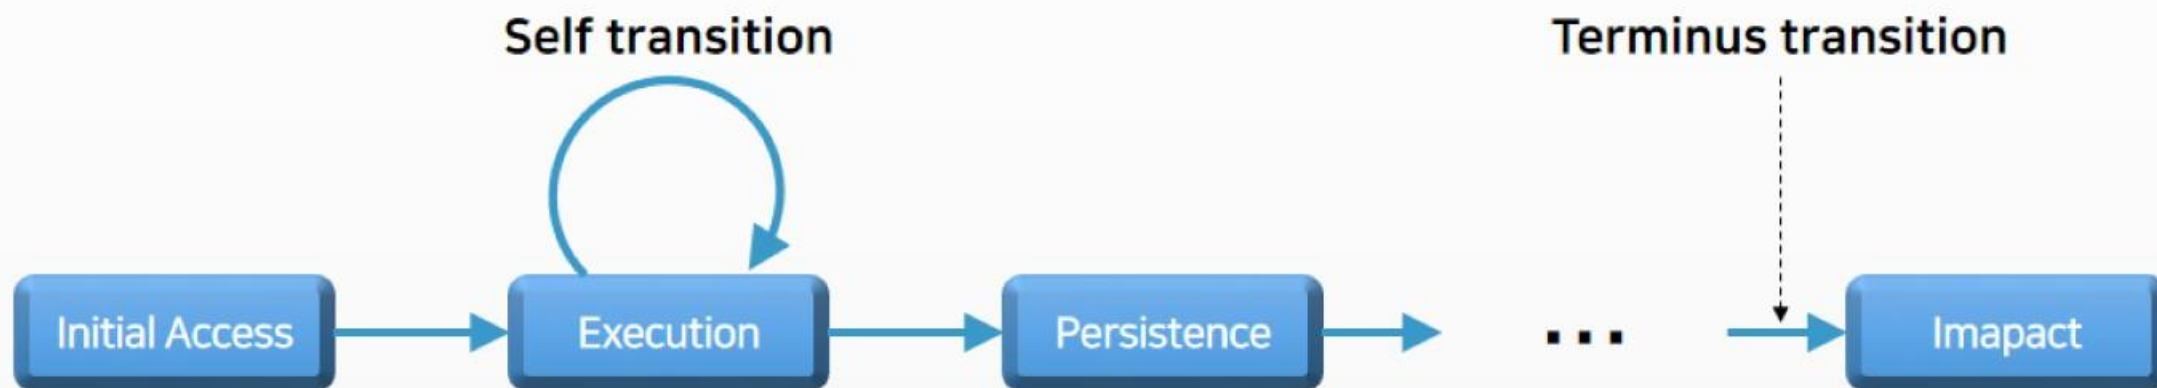 Self transition
Terminus transition
Initial Access
Execution
Persistence
...
Imapact